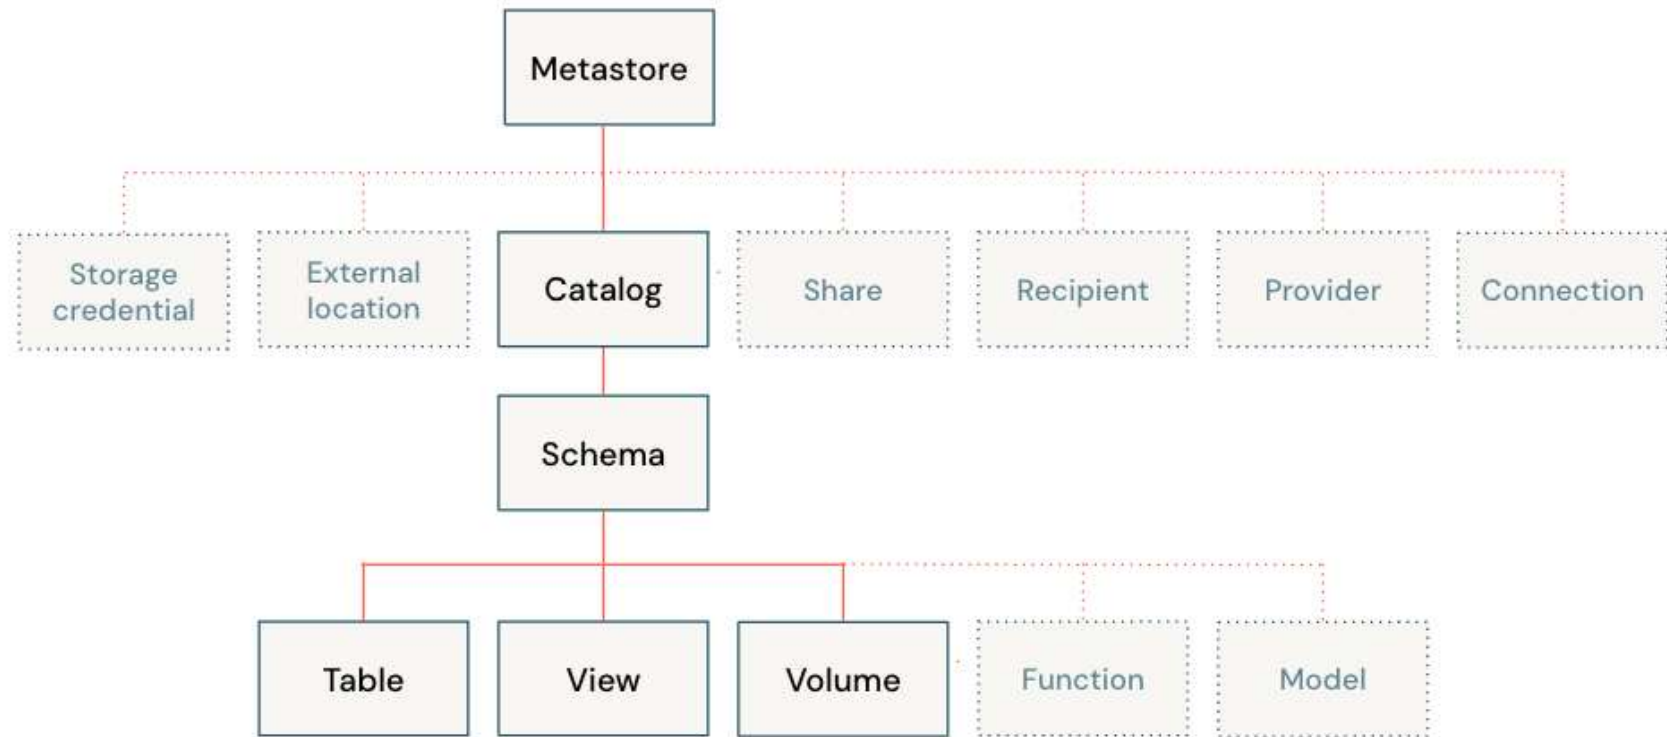 Metastore
Storage
credential
External
location
Catalog
Share
Recipient
Provider
Connection
Schema
Table
View
Volume
Function
Model